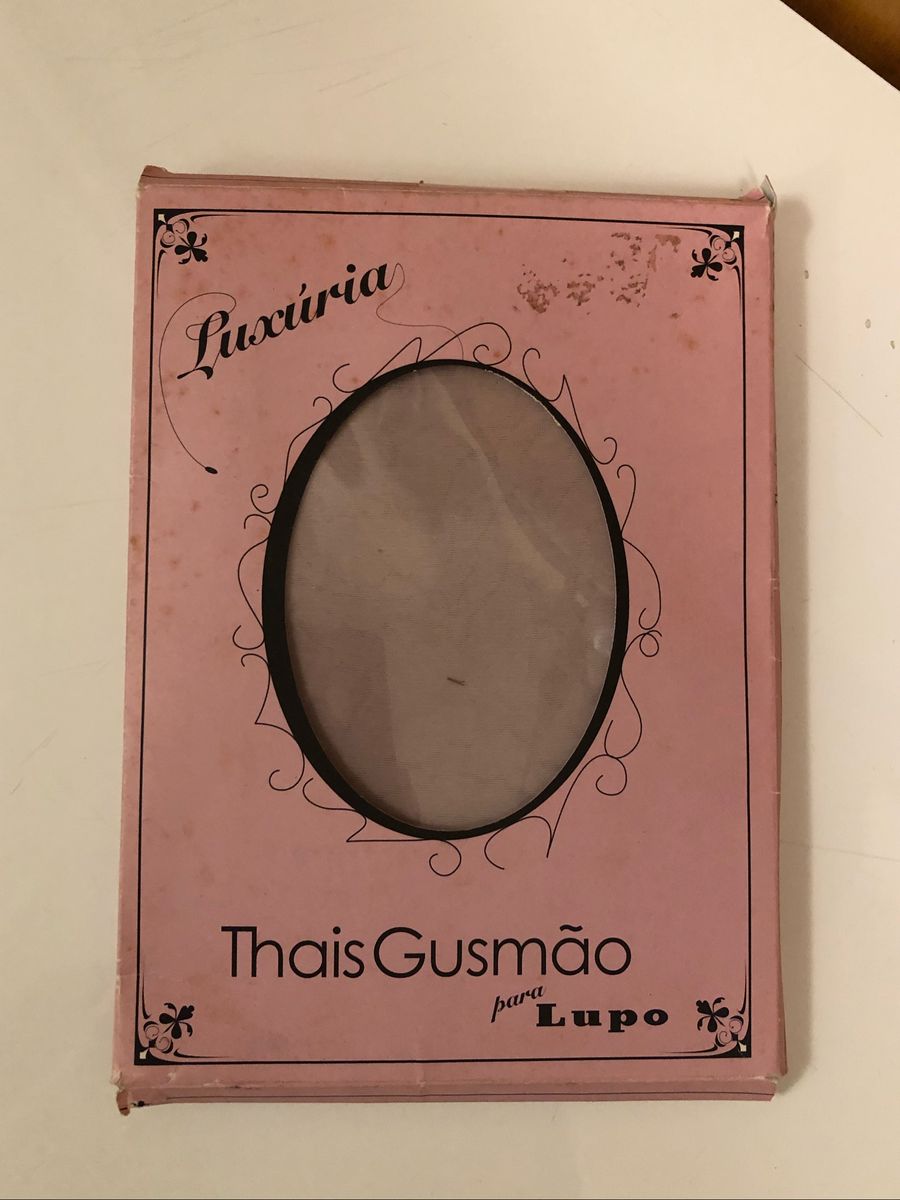 Luxúria
Thais Gusmão
para
Lupo